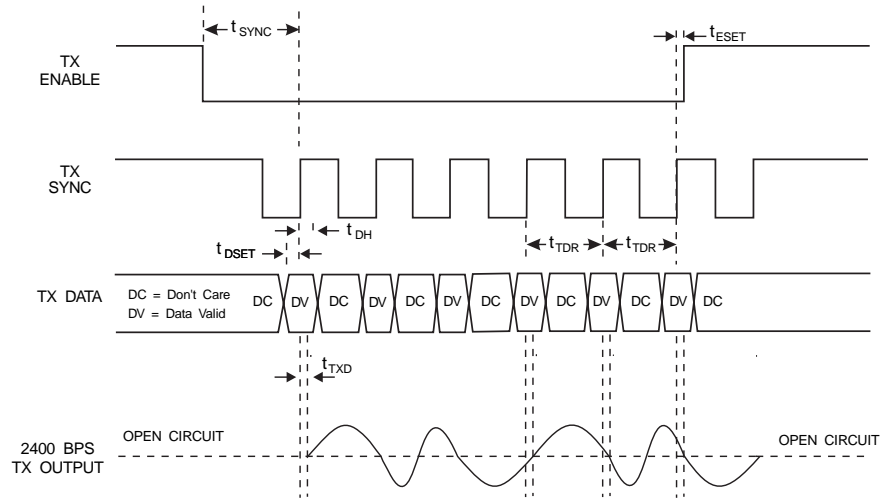 t SYNC
t ESET
TX
ENABLE
TX
SYNC
t DSET
t DH
t TDR
t TDR
TX DATA
DC = Don't Care
DV = Data Valid
DC DV DC DV DC DV DC DV DC DV DC DV DC
t TXD
2400 BPS
TX OUTPUT
OPEN CIRCUIT
OPEN CIRCUIT